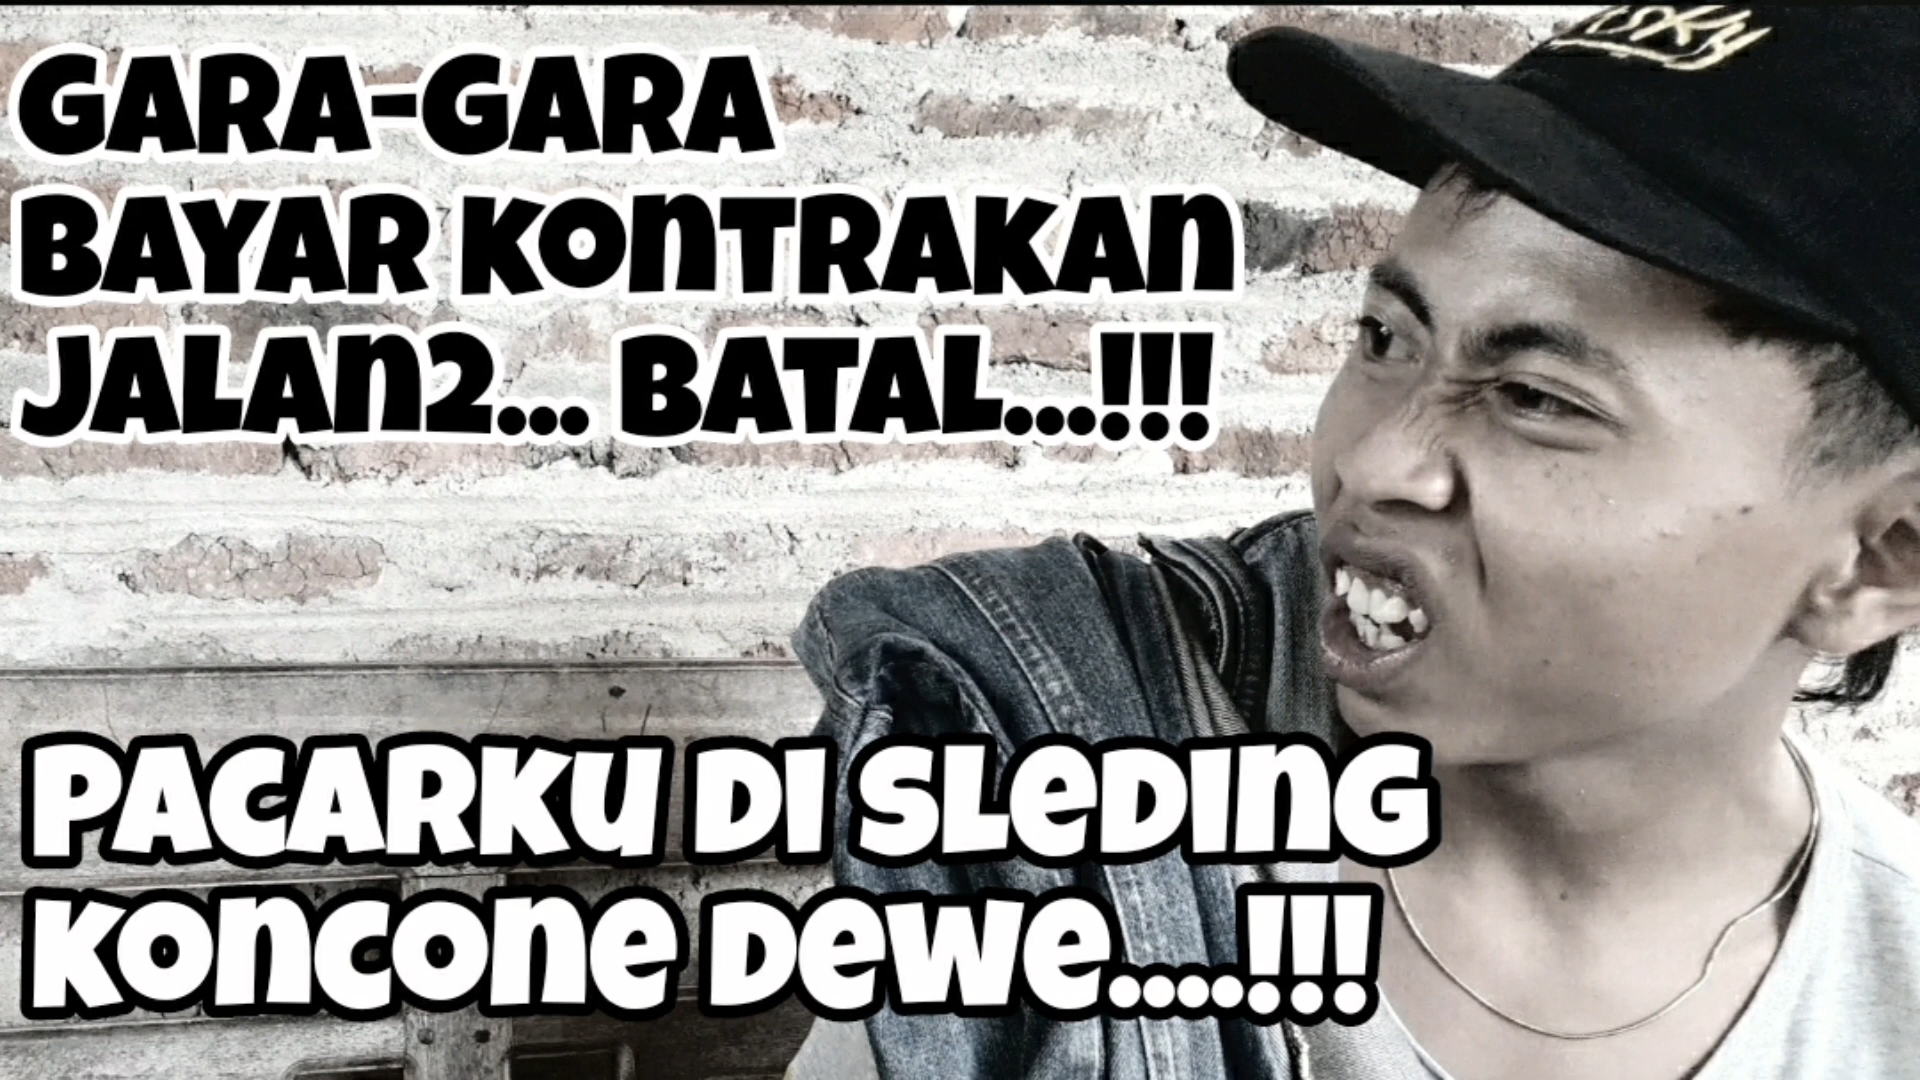 GARA-GARA
BAYAR KONTRAKAN
JALAN2... BATAL...!!!
PACARKU DI SLEDING
KONCONE DEWE....!!!